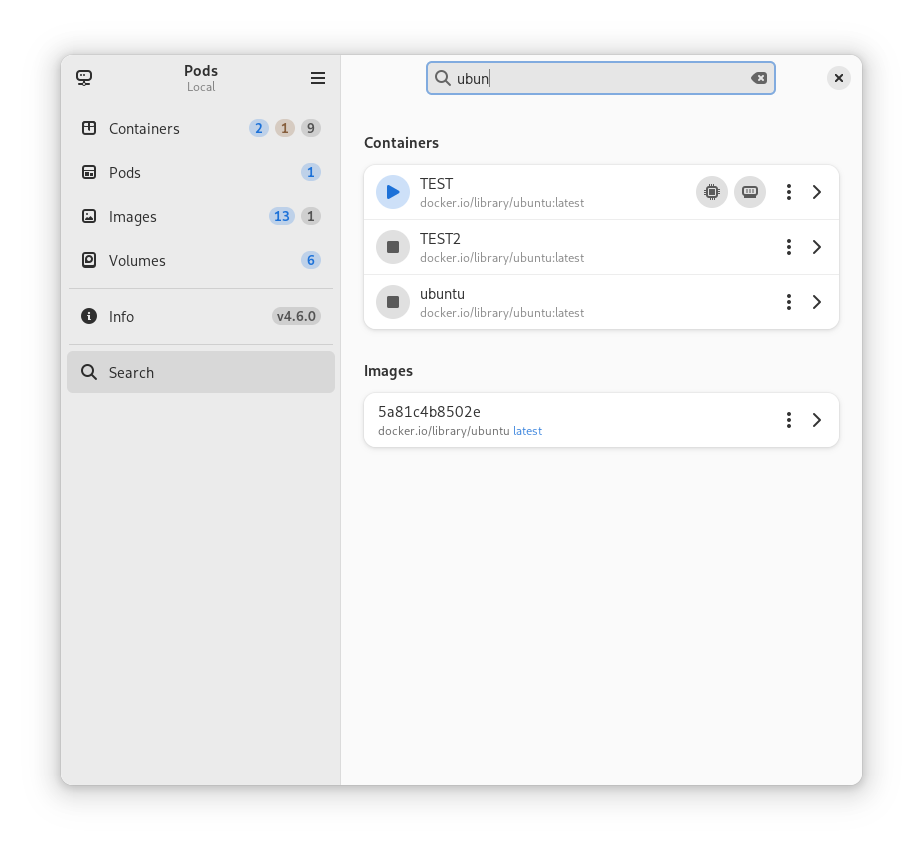 Pods
Local
Containers 2 1 9
Pods 1
Images 13 1
Volumes 6
Info v4.6.0
Search
ubun
Containers
TEST
docker.io/library/ubuntu:latest
TEST2
docker.io/library/ubuntu:latest
ubuntu
docker.io/library/ubuntu:latest
Images
5a81c4b8502e
docker.io/library/ubuntu latest